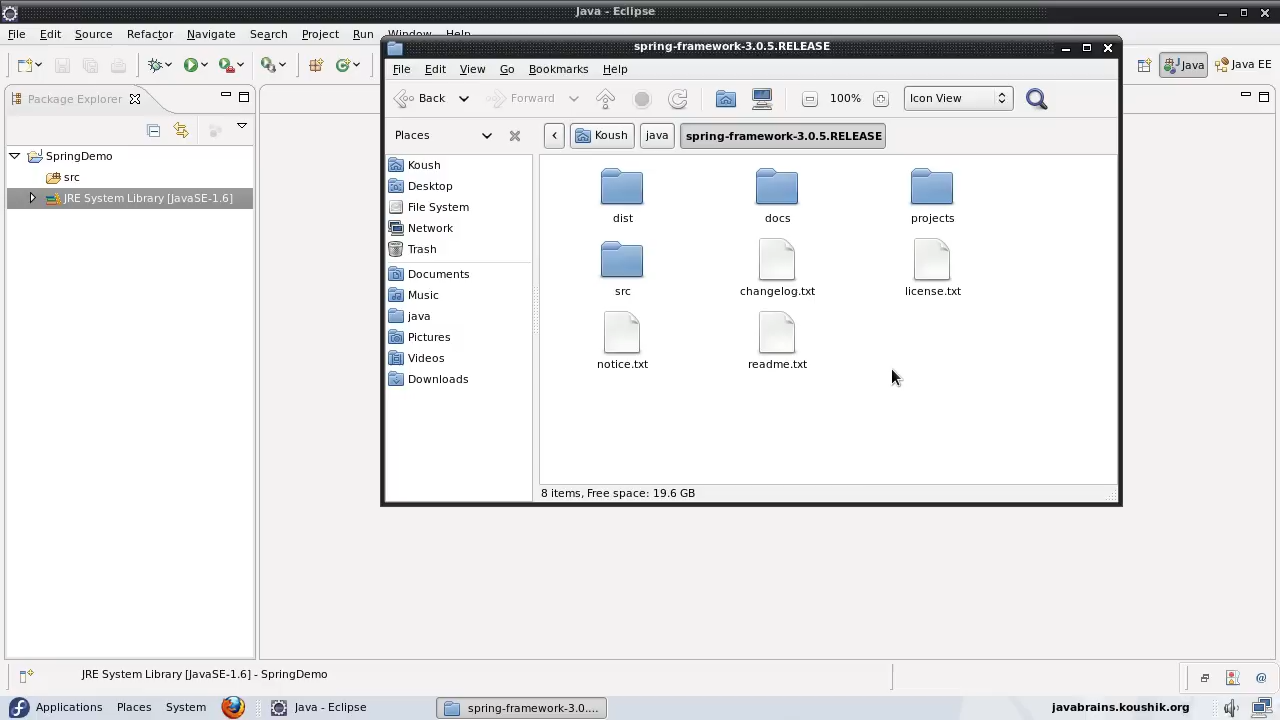 Java - Eclipse
File Edit Source Refactor Navigate Search Project Run Window Help
Java Java EE
Package Explorer
SpringDemo
src
JRE System Library [JavaSE-1.6]
spring-framework-3.0.5.RELEASE
File Edit View Go Bookmarks Help
Back Forward 100% Icon View
Places Koush java spring-framework-3.0.5.RELEASE
Koush
Desktop
File System
Network
Trash
Documents
Music
java
Pictures
Videos
Downloads
dist docs projects
src changelog.txt license.txt
notice.txt readme.txt
8 items, Free space: 19.6 GB
JRE System Library [JavaSE-1.6] - SpringDemo
Applications Places System Java - Eclipse spring-framework-3.0.... javabrains.koushik.org